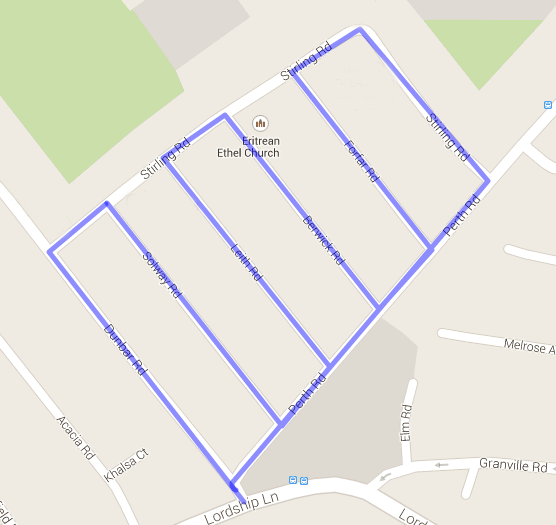 Stirling Rd
Eritrean
Ethel Church
Stirling Rd
Stirling Rd
Forfar Rd
Perth Rd
Berwick Rd
Leith Rd
Solway Rd
Dunbar Rd
Perth Rd
Melrose A
Elm Rd
Acacia Rd
Khalsa Ct
Granville Rd
Lordship Ln
Lord
field